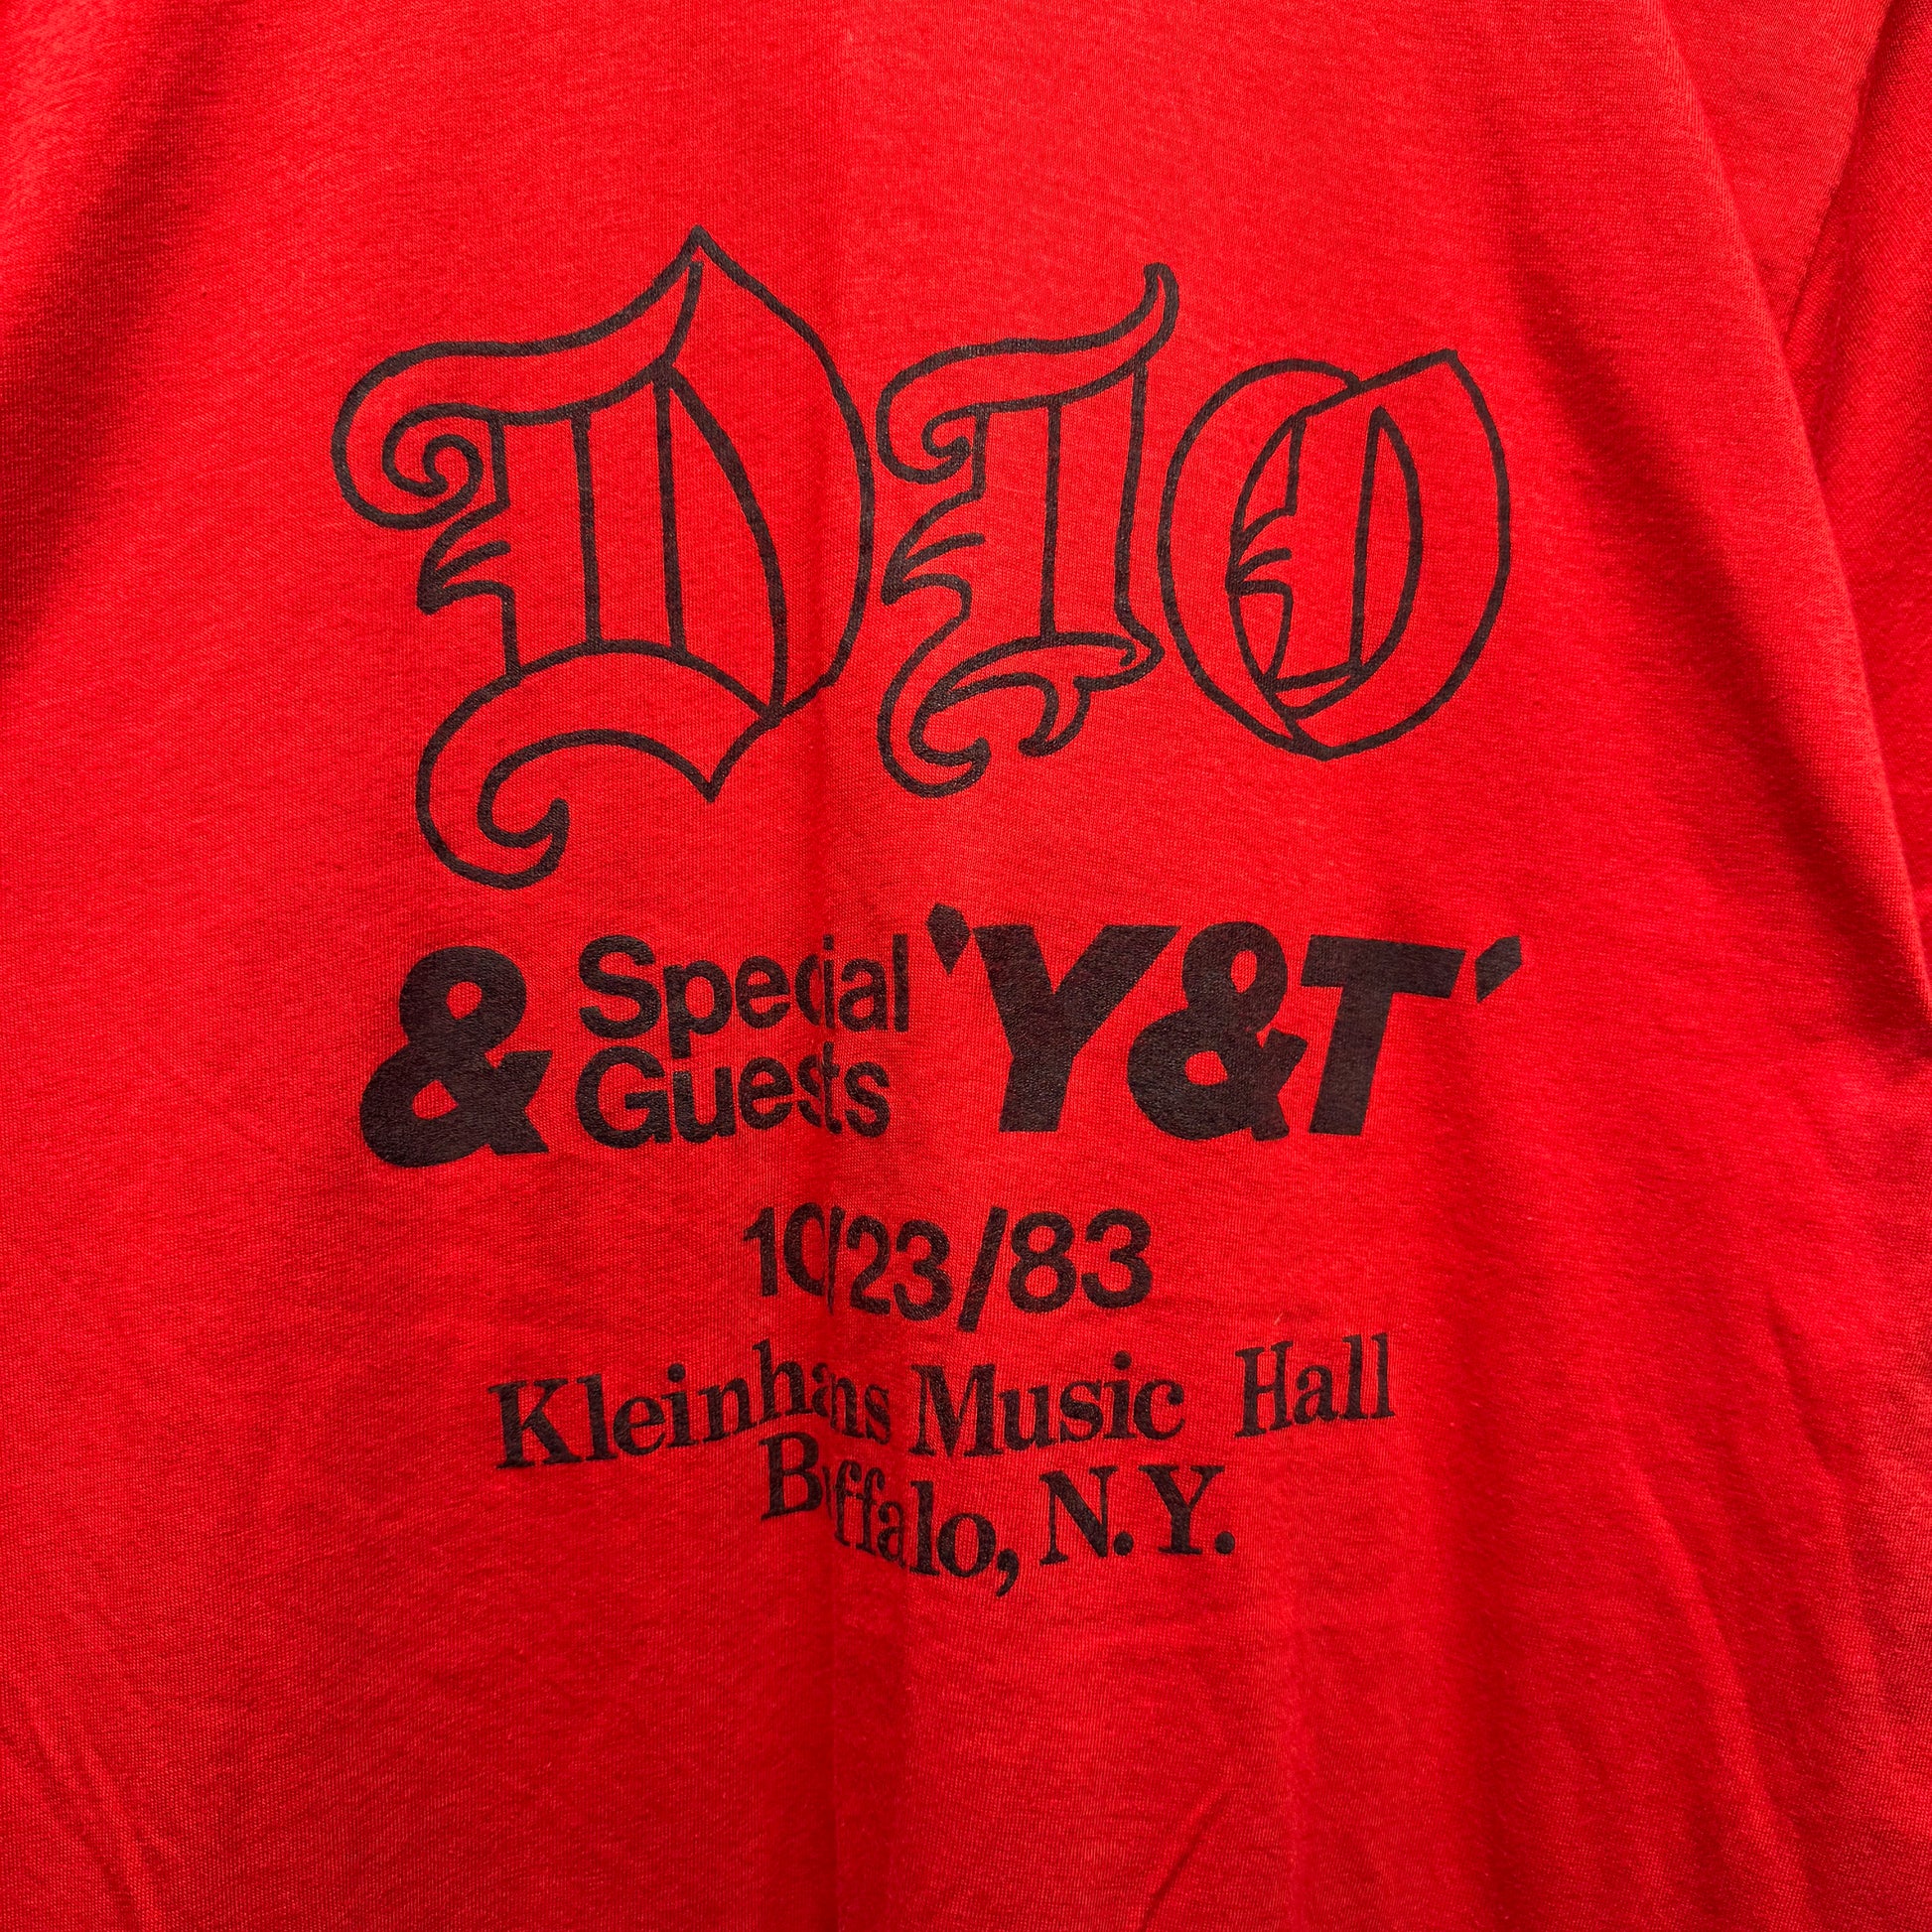 DIO
& Special Guests 'Y&T'
10/23/83
Kleinhans Music Hall
Buffalo, N.Y.